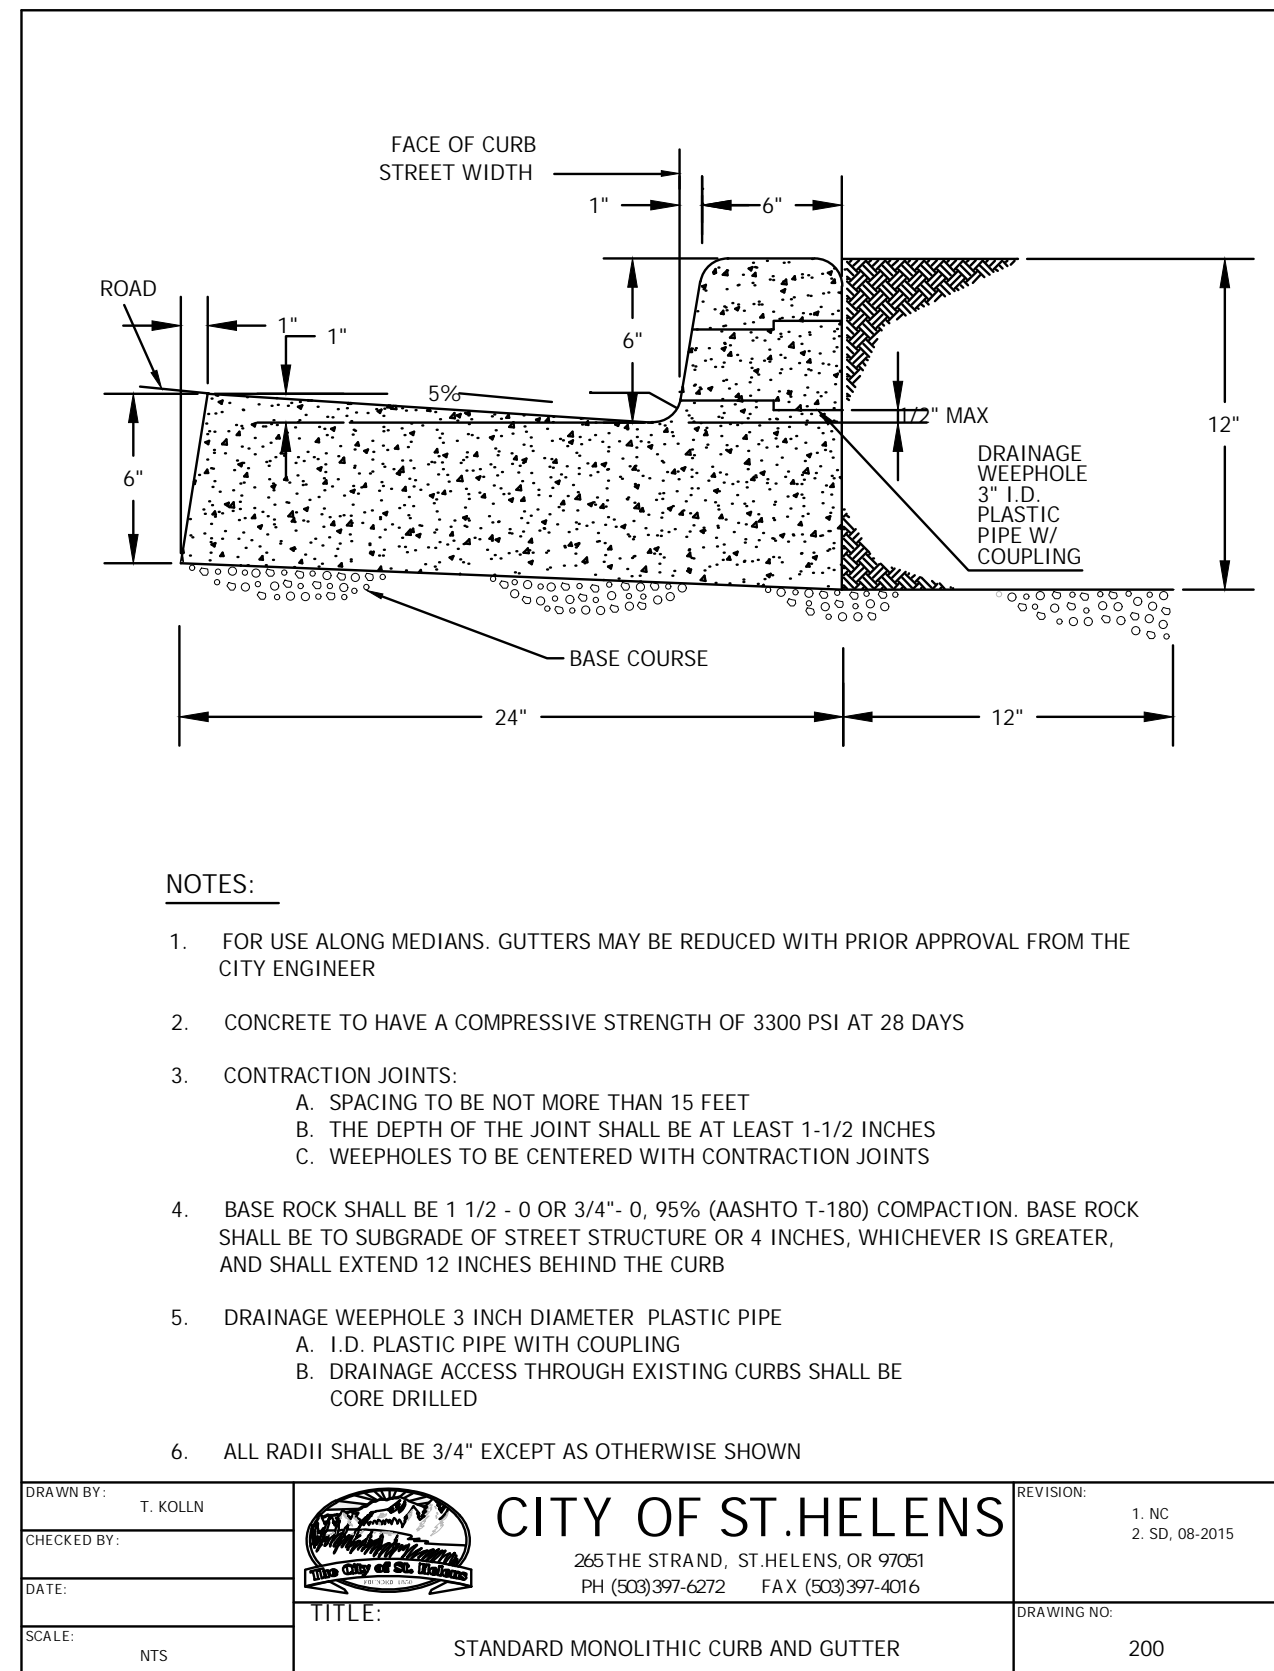 FACE OF CURB
STREET WIDTH
1"
6"
ROAD
1"
1"
6"
5%
1/2" MAX
12"
6"
DRAINAGE
WEEPHOLE
3" I.D.
PLASTIC
PIPE W/
COUPLING
BASE COURSE
24"
12"
NOTES:
1. FOR USE ALONG MEDIANS. GUTTERS MAY BE REDUCED WITH PRIOR APPROVAL FROM THE
CITY ENGINEER
2. CONCRETE TO HAVE A COMPRESSIVE STRENGTH OF 3300 PSI AT 28 DAYS
3. CONTRACTION JOINTS:
A. SPACING TO BE NOT MORE THAN 15 FEET
B. THE DEPTH OF THE JOINT SHALL BE AT LEAST 1-1/2 INCHES
C. WEEPHOLES TO BE CENTERED WITH CONTRACTION JOINTS
4. BASE ROCK SHALL BE 1 1/2 - 0 OR 3/4"- 0, 95% (AASHTO T-180) COMPACTION. BASE ROCK
SHALL BE TO SUBGRADE OF STREET STRUCTURE OR 4 INCHES, WHICHEVER IS GREATER,
AND SHALL EXTEND 12 INCHES BEHIND THE CURB
5. DRAINAGE WEEPHOLE 3 INCH DIAMETER PLASTIC PIPE
A. I.D. PLASTIC PIPE WITH COUPLING
B. DRAINAGE ACCESS THROUGH EXISTING CURBS SHALL BE
CORE DRILLED
6. ALL RADII SHALL BE 3/4" EXCEPT AS OTHERWISE SHOWN
DRAWN BY:
T. KOLLN
CHECKED BY:
DATE:
SCALE:
NTS
The City of St. Helens
FOUNDED 1850
CITY OF ST.HELENS
265 THE STRAND, ST.HELENS, OR 97051
PH (503)397-6272 FAX (503)397-4016
TITLE:
STANDARD MONOLITHIC CURB AND GUTTER
REVISION:
1. NC
2. SD, 08-2015
DRAWING NO:
200